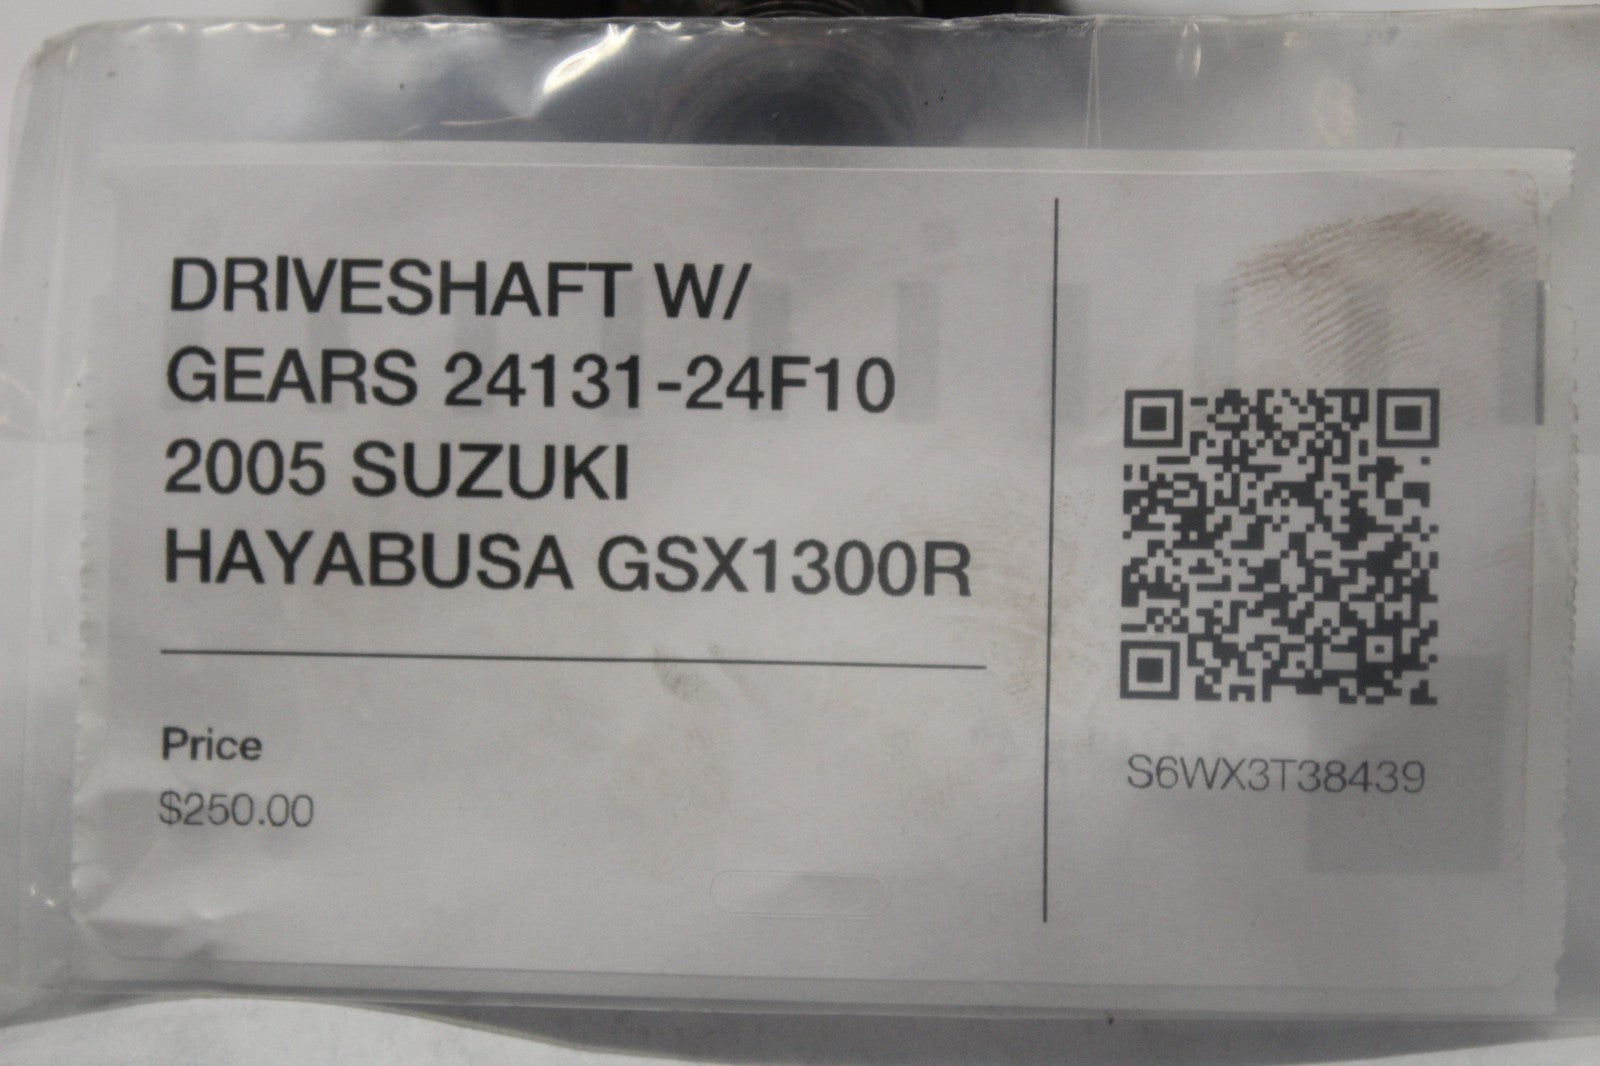 DRIVESHAFT W/
GEARS 24131-24F10
2005 SUZUKI
HAYABUSA GSX1300R
Price
$250.00
S6WX3T38439